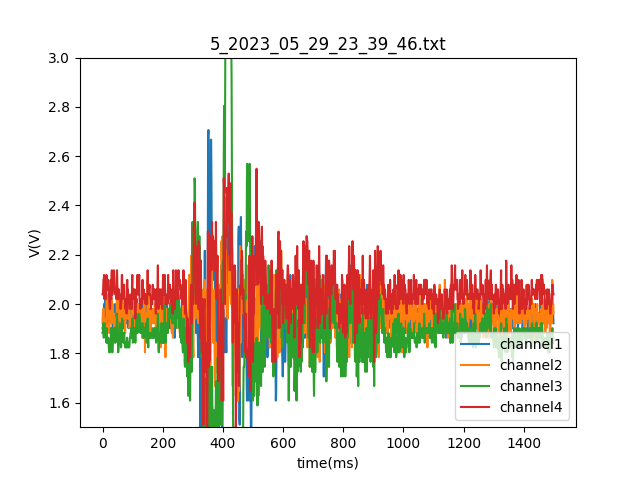 5_2023_05_29_23_39_46.txt
V(V)
3.0
2.8
2.6
2.4
2.2
2.0
1.8
1.6
channel1
channel2
channel3
channel4
0 200 400 600 800 1000 1200 1400
time(ms)